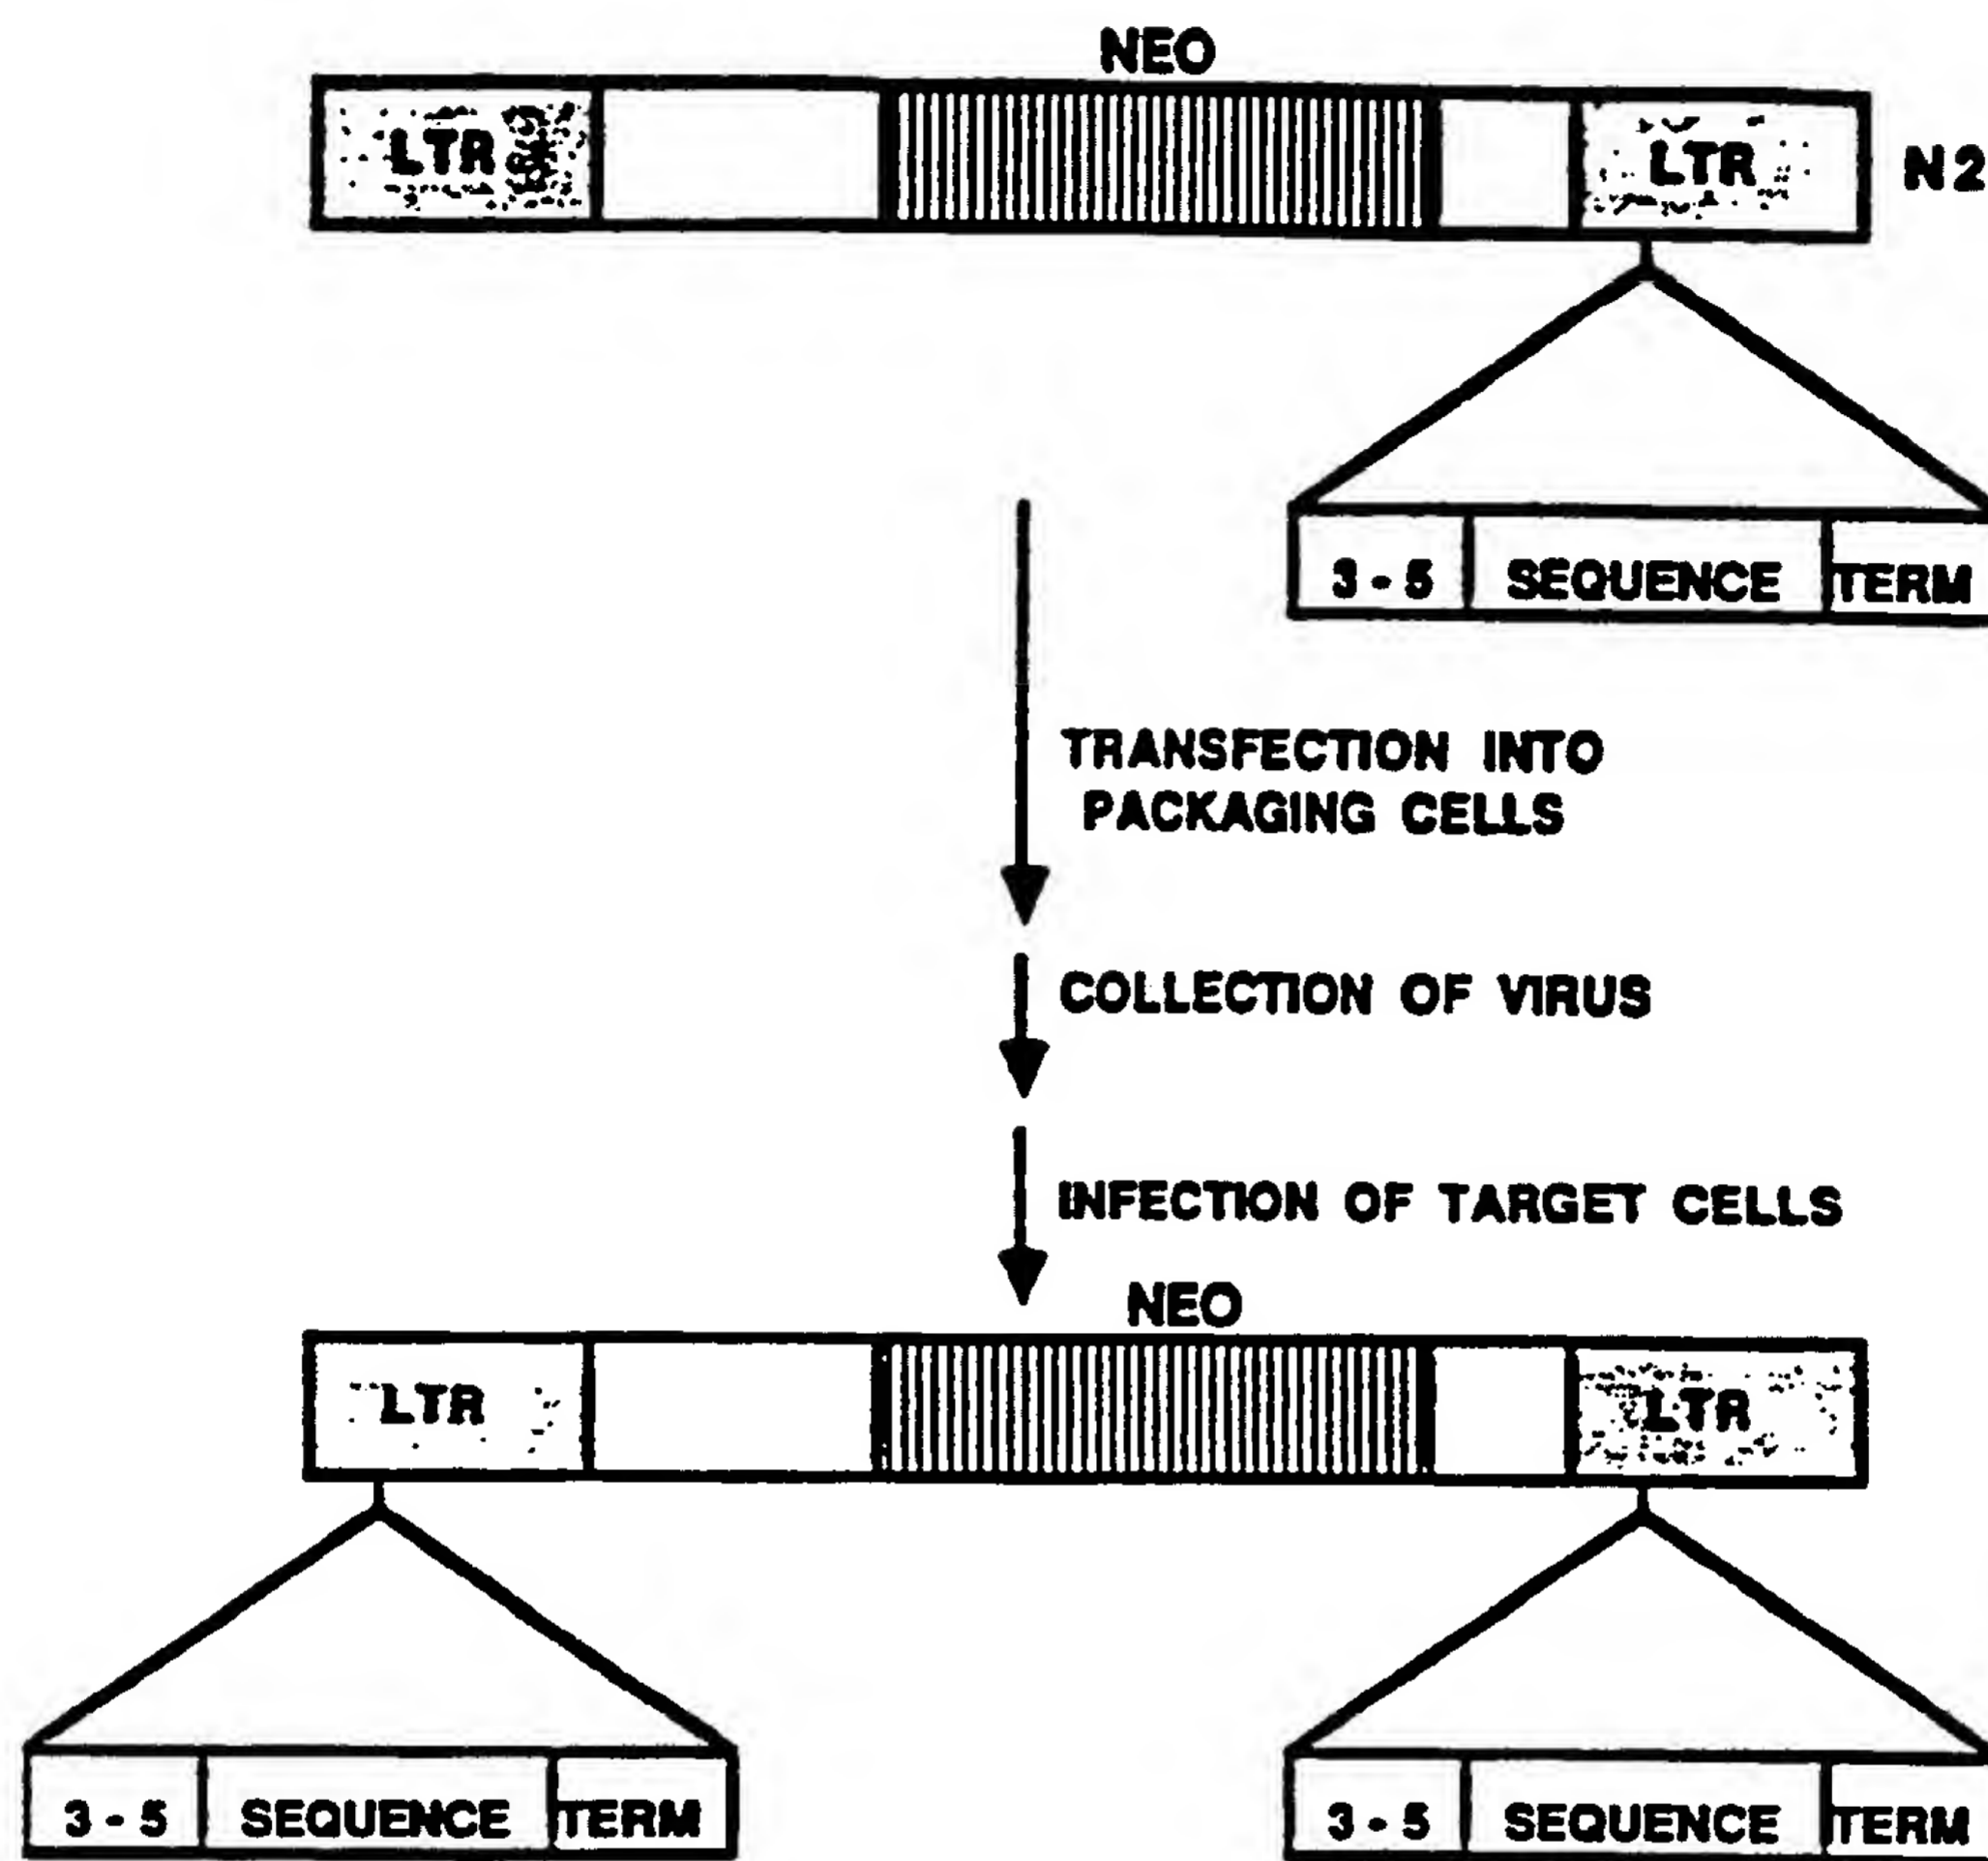 NEO
LTR LTR N2
3 - 5 SEQUENCE TERM
TRANSFECTION INTO
PACKAGING CELLS
COLLECTION OF VIRUS
INFECTION OF TARGET CELLS
NEO
LTR LTR
3 - 5 SEQUENCE TERM 3 - 5 SEQUENCE TERM